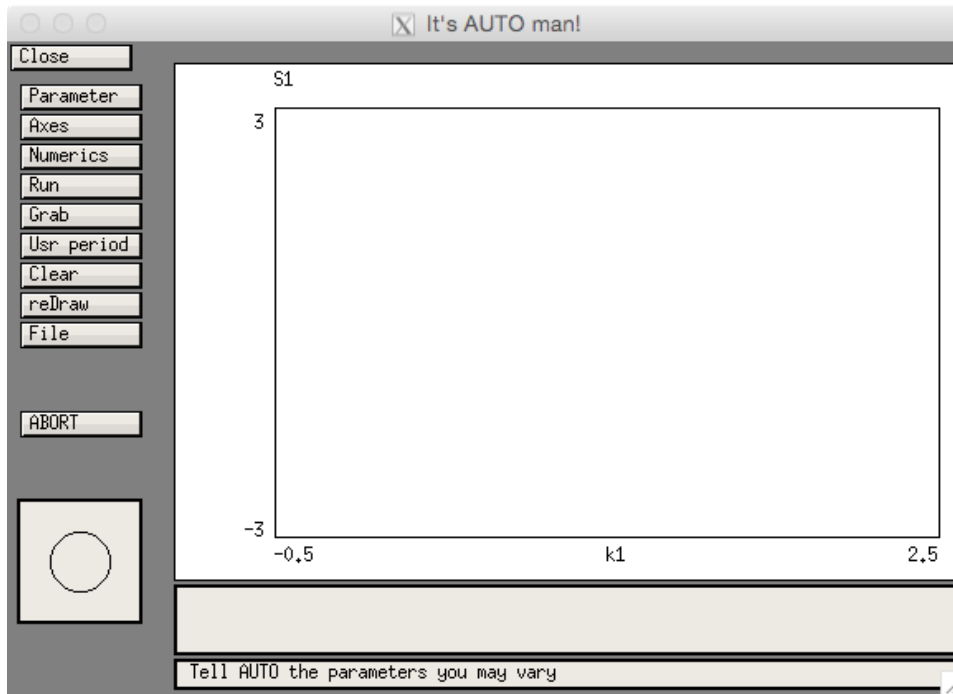 X It's AUTO man!
Close
Parameter
Axes
Numerics
Run
Grab
Usr period
Clear
reDraw
File
ABORT
S1
3
-3
-0.5 k1 2.5
Tell AUTO the parameters you may vary